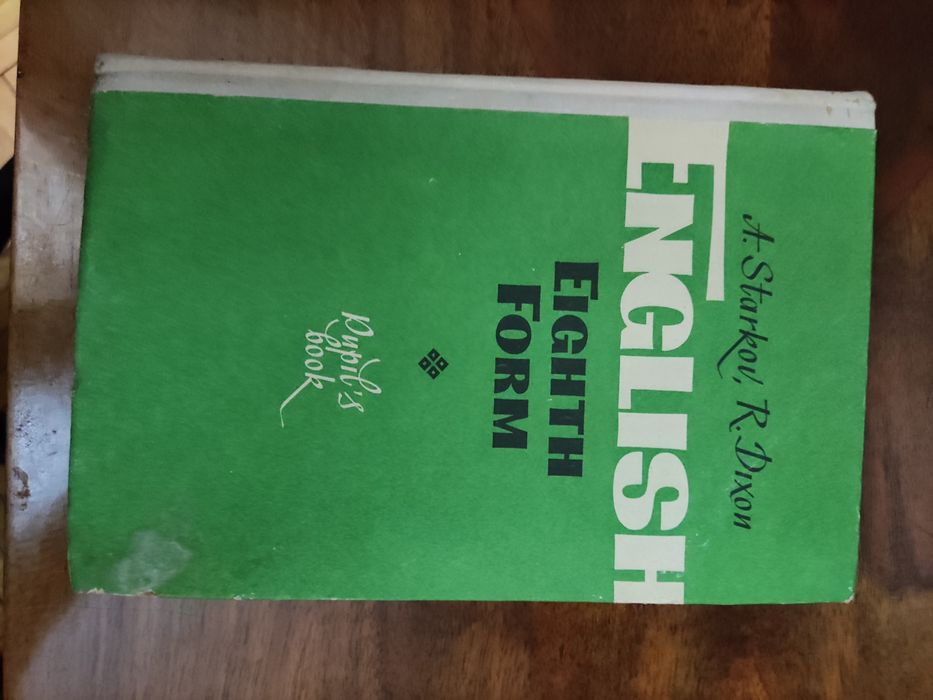 A. Starkov, R. Dixon
ENGLISH
EIGHTH
FORM
Pupil's
book